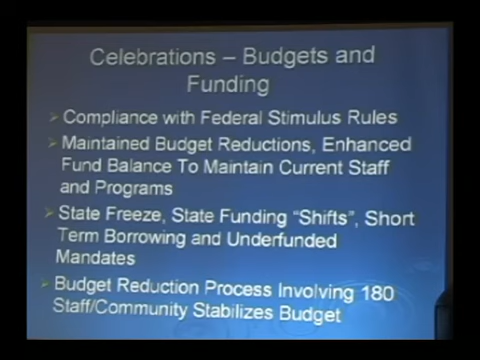 Celebrations – Budgets and
Funding
Compliance with Federal Stimulus Rules
Maintained Budget Reductions, Enhanced
Fund Balance To Maintain Current Staff
and Programs
State Freeze, State Funding “Shifts”, Short
Term Borrowing and Underfunded
Mandates
Budget Reduction Process Involving 180
Staff/Community Stabilizes Budget